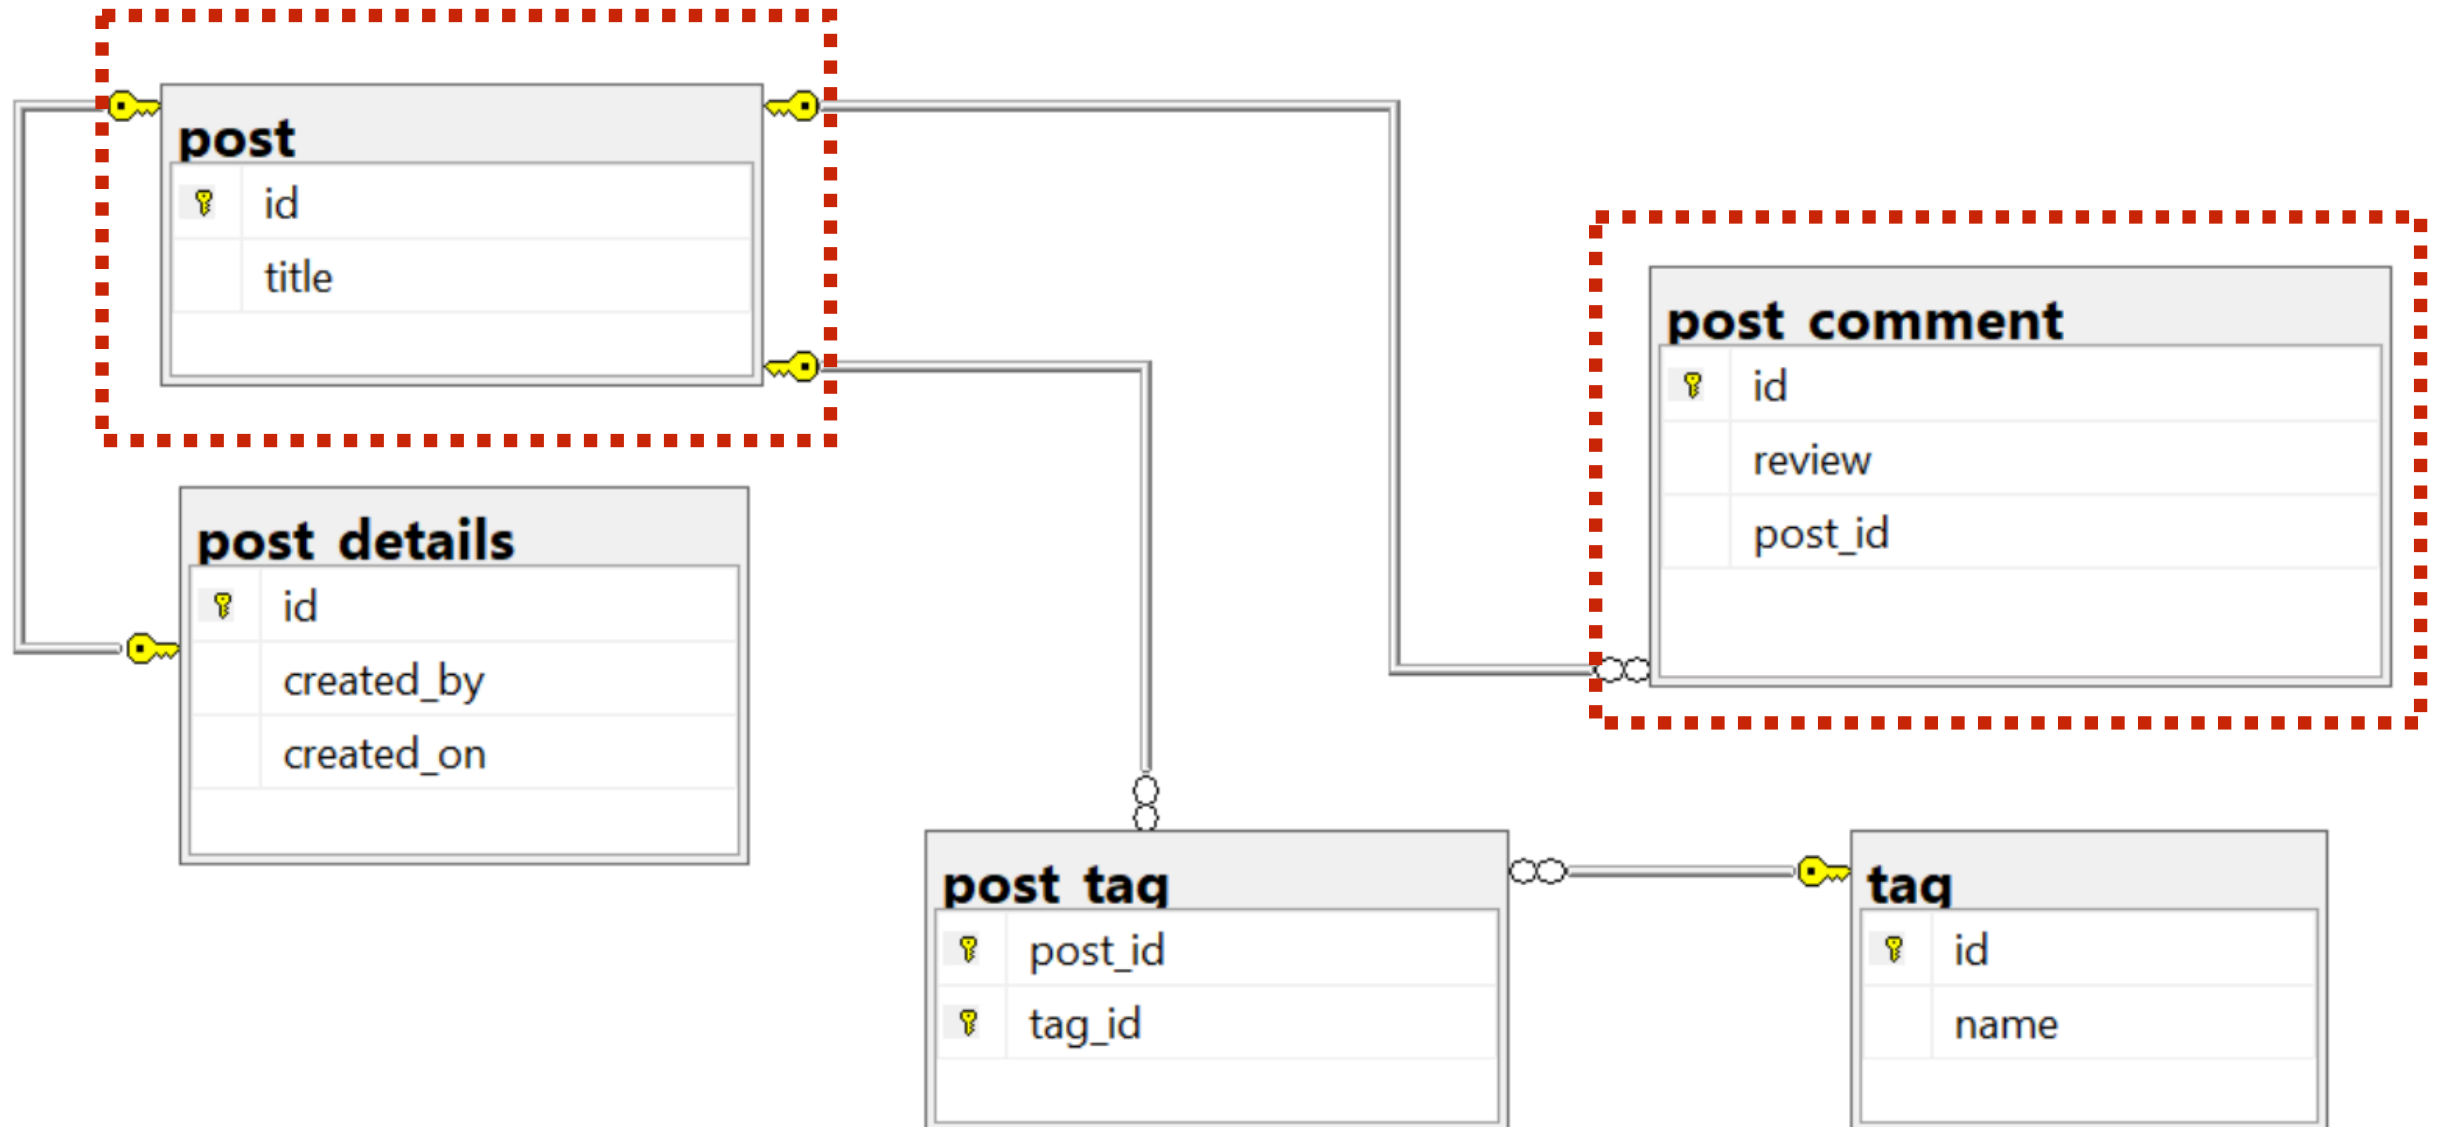 post
id
title
post_comment
id
review
post_id
post_details
id
created_by
created_on
post_tag
post_id
tag_id
tag
id
name